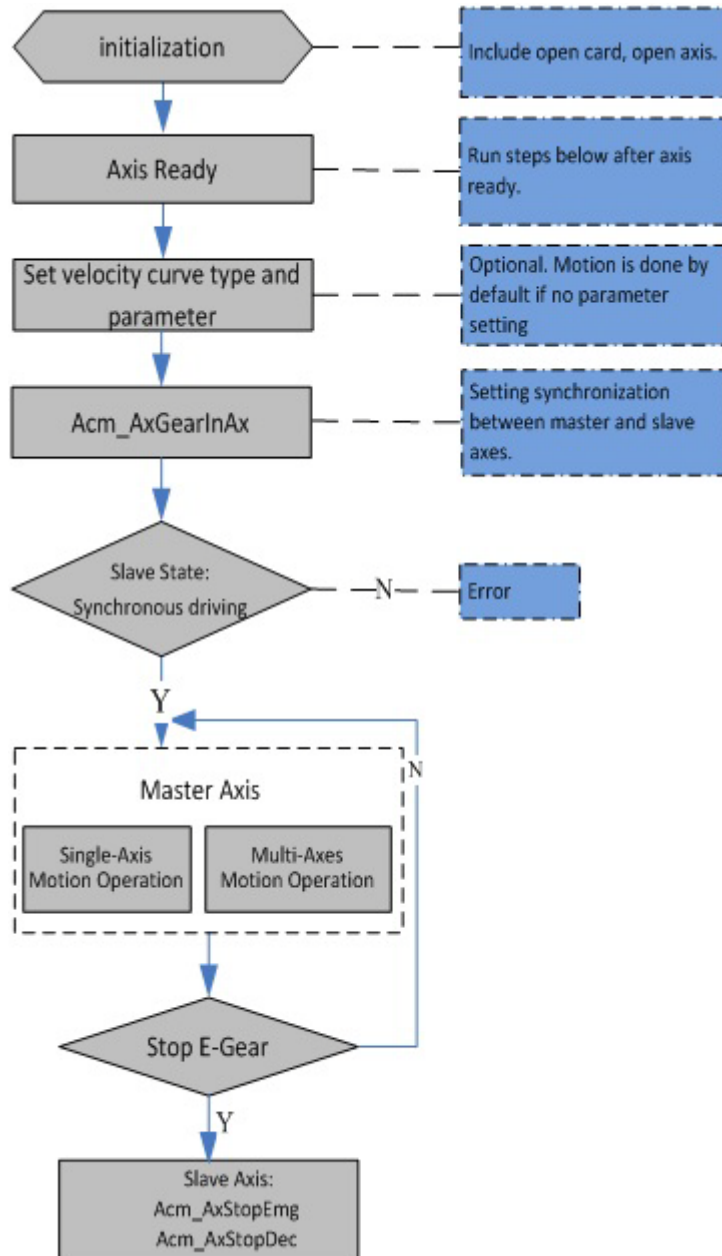 initialization
Include open card, open axis.
Axis Ready
Run steps below after axis
ready.
Set velocity curve type and
parameter
Optional. Motion is done by
default if no parameter
setting
Acm_AxGearInAx
Setting synchronization
between master and slave
axes.
Slave State:
Synchronous driving
N
Error
Y
N
Master Axis
Single-Axis
Motion Operation
Multi-Axes
Motion Operation
Stop E-Gear
Y
Slave Axis:
Acm_AxStopEmg
Acm_AxStopDec